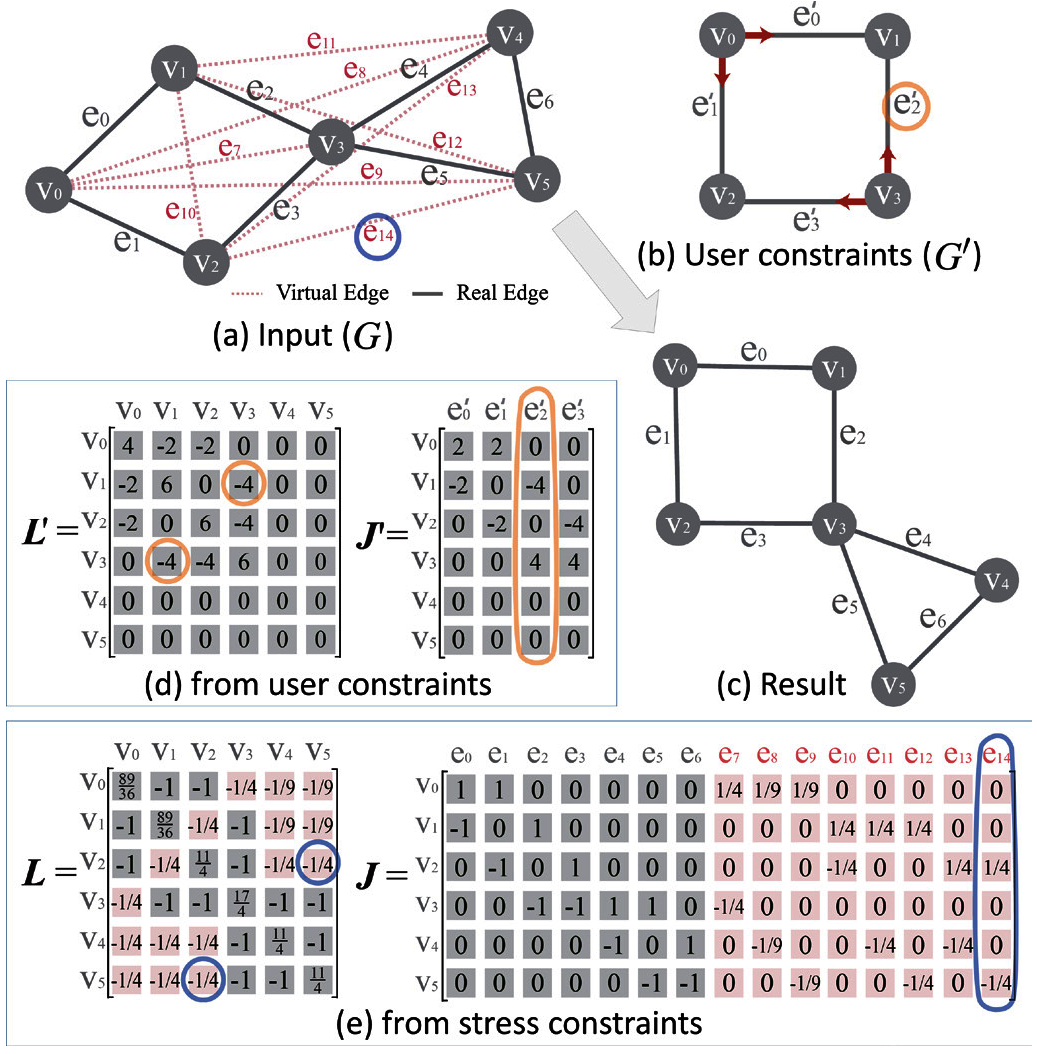 e₁₁
v₄
e₈
v₁
e₄
e₂
e₁₃
e₆
e₀
e₁₂
v₃
e₇
e₉
e₅
v₅
v₀
e₁₀
e₃
e₁
e₁₄
v₂
Virtual Edge
Real Edge
(a) Input (G)
v₀ e′₀ v₁
e′₁ e′₂
v₂ e′₃ v₃
(b) User constraints (G′)
v₀ e₀ v₁
e₁ e₂
v₂ e₃ v₃
e₄
v₄
e₅
e₆
v₅
(c) Result
v₀ v₁ v₂ v₃ v₄ v₅
v₀ 4 -2 -2 0 0 0
v₁ -2 6 0 -4 0 0
L′= v₂ -2 0 6 -4 0 0
v₃ 0 -4 -4 6 0 0
v₄ 0 0 0 0 0 0
v₅ 0 0 0 0 0 0
e′₀ e′₁ e′₂ e′₃
v₀ 2 2 0 0
v₁ -2 0 -4 0
J′= v₂ 0 -2 0 -4
v₃ 0 0 4 4
v₄ 0 0 0 0
v₅ 0 0 0 0
(d) from user constraints
v₀ v₁ v₂ v₃ v₄ v₅
v₀ 89/36 -1 -1 -1/4 -1/9 -1/9
v₁ -1 89/36 -1/4 -1 -1/9 -1/9
L = v₂ -1 -1/4 11/4 -1 -1/4 -1/4
v₃ -1/4 -1 -1 17/4 -1 -1
v₄ -1/4 -1/4 -1/4 -1 11/4 -1
v₅ -1/4 -1/4 -1/4 -1 -1 11/4
e₀ e₁ e₂ e₃ e₄ e₅ e₆ e₇ e₈ e₉ e₁₀ e₁₁ e₁₂ e₁₃ e₁₄
v₀ 1 1 0 0 0 0 0 1/4 1/9 1/9 0 0 0 0 0
v₁ -1 0 1 0 0 0 0 0 0 0 1/4 1/4 1/4 0 0
J = v₂ 0 -1 0 1 0 0 0 0 0 0 -1/4 0 0 1/4 1/4
v₃ 0 0 -1 -1 1 1 0 -1/4 0 0 0 0 0 0 0
v₄ 0 0 0 0 -1 0 1 0 -1/9 0 0 -1/4 0 -1/4 0
v₅ 0 0 0 0 0 -1 -1 0 0 -1/9 0 0 -1/4 0 -1/4
(e) from stress constraints